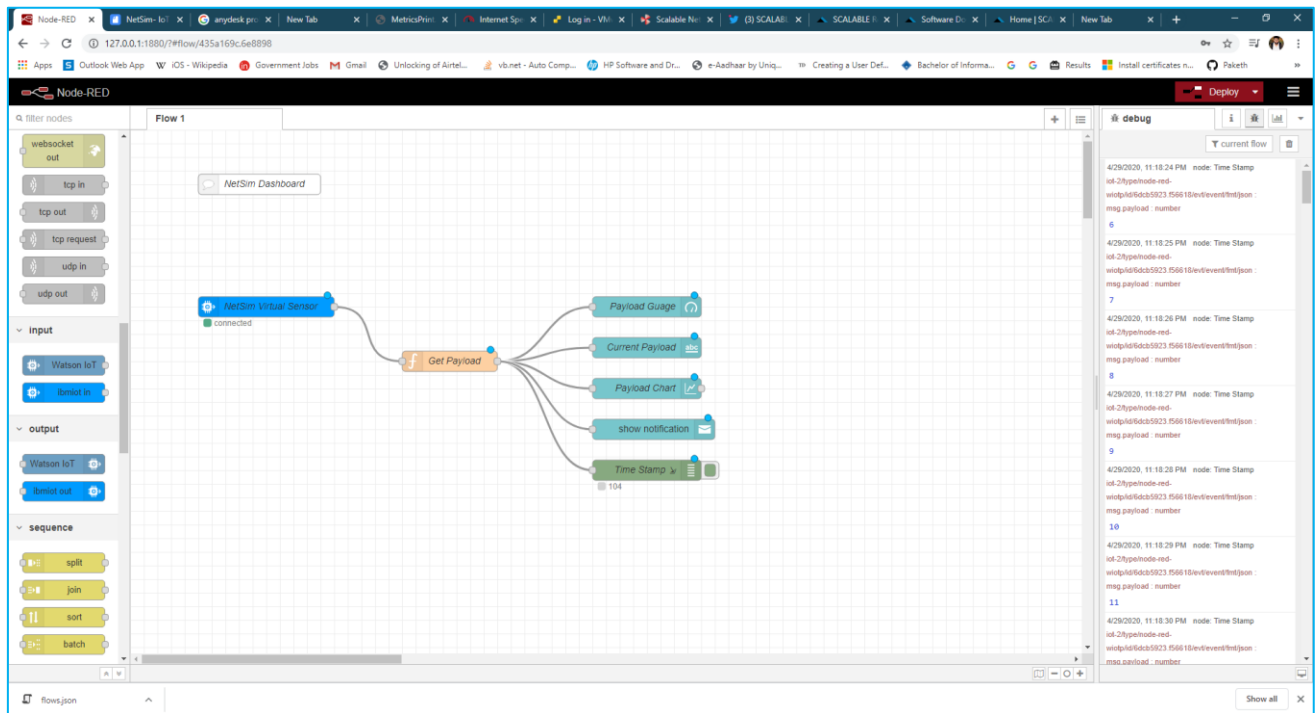 Node-RED
NetSim- IoT
anydesk pro
New Tab
MetricsPrint
Internet Spe
Log in - VM
Scalable Net
(3) SCALABL
SCALABLE
Software Do
Home | SCA
New Tab
127.0.0.1:1880/?#flow/435a169c.6e8898
Apps
Outlook Web App
iOS - Wikipedia
Government Jobs
Gmail
Unlocking of Airtel...
vb.net - Auto Comp...
HP Software and Dr...
e-Aadhaar by Uniq...
Creating a User Def...
Bachelor of Informa...
Results
Install certificates n...
Paketh
Node-RED
Deploy
filter nodes
websocket
out
tcp in
tcp out
tcp request
udp in
udp out
input
Watson IoT
ibmiot in
output
Watson IoT
ibmiot out
sequence
split
join
sort
batch
Flow 1
NetSim Dashboard
NetSim Virtual Sensor
connected
Get Payload
Payload Guage
Current Payload
abc
Payload Chart
show notification
Time Stamp
104
debug
current flow
4/29/2020, 11:18:24 PM node: Time Stamp
iot-2/type/node-red-
wiotp/id/6dcb5923.f56618/evt/event/fmt/json :
msg.payload : number
6
4/29/2020, 11:18:25 PM node: Time Stamp
iot-2/type/node-red-
wiotp/id/6dcb5923.f56618/evt/event/fmt/json :
msg.payload : number
7
4/29/2020, 11:18:26 PM node: Time Stamp
iot-2/type/node-red-
wiotp/id/6dcb5923.f56618/evt/event/fmt/json :
msg.payload : number
8
4/29/2020, 11:18:27 PM node: Time Stamp
iot-2/type/node-red-
wiotp/id/6dcb5923.f56618/evt/event/fmt/json :
msg.payload : number
9
4/29/2020, 11:18:28 PM node: Time Stamp
iot-2/type/node-red-
wiotp/id/6dcb5923.f56618/evt/event/fmt/json :
msg.payload : number
10
4/29/2020, 11:18:29 PM node: Time Stamp
iot-2/type/node-red-
wiotp/id/6dcb5923.f56618/evt/event/fmt/json :
msg.payload : number
11
4/29/2020, 11:18:30 PM node: Time Stamp
iot-2/type/node-red-
wiotp/id/6dcb5923.f56618/evt/event/fmt/json :
msg.payload : number
flows.json
Show all